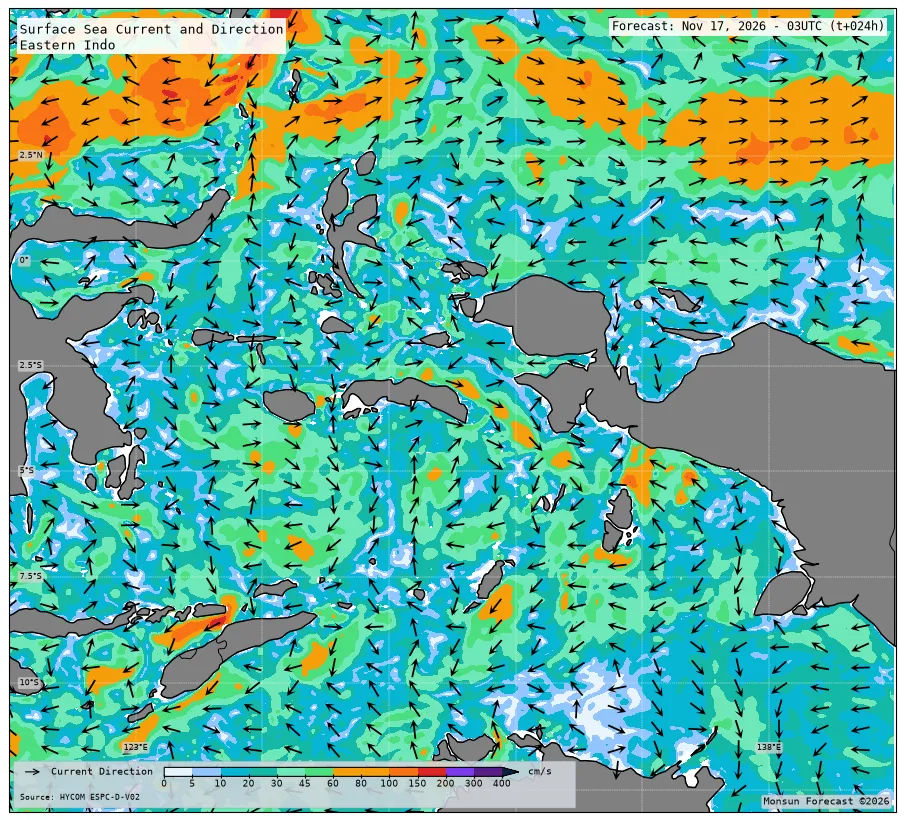 Surface Sea Current and Direction
Eastern Indo
Forecast: Nov 17, 2026 - 03UTC (t+024h)
2.5°N
0°
2.5°S
5°S
7.5°S
10°S
123°E
138°E
Current Direction
0 5 10 20 30 45 60 80 100 150 200 300 400
cm/s
Source: HYCOM ESPC-D-V02
Monsun Forecast ©2026